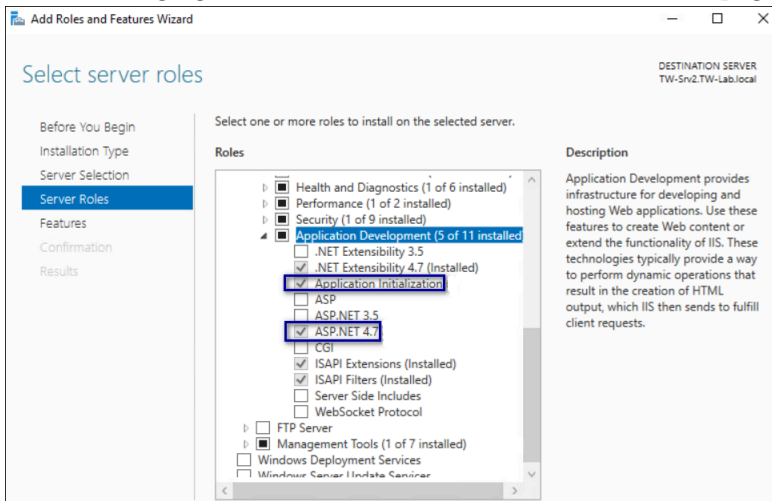 Add Roles and Features Wizard
Select server roles
DESTINATION SERVER
TW-Srv2.TW-Lab.local
Before You Begin
Installation Type
Server Selection
Server Roles
Features
Confirmation
Results
Select one or more roles to install on the selected server.
Roles
Health and Diagnostics (1 of 6 installed)
Performance (1 of 2 installed)
Security (1 of 9 installed)
Application Development (5 of 11 installed
.NET Extensibility 3.5
.NET Extensibility 4.7 (Installed)
Application Initialization
ASP
ASP.NET 3.5
ASP.NET 4.7
CGI
ISAPI Extensions (Installed)
ISAPI Filters (Installed)
Server Side Includes
WebSocket Protocol
FTP Server
Management Tools (1 of 7 installed)
Windows Deployment Services
Windows Server Update Services
Description
Application Development provides
infrastructure for developing and
hosting Web applications. Use these
features to create Web content or
extend the functionality of IIS. These
technologies typically provide a way
to perform dynamic operations that
result in the creation of HTML
output, which IIS then sends to fulfill
client requests.